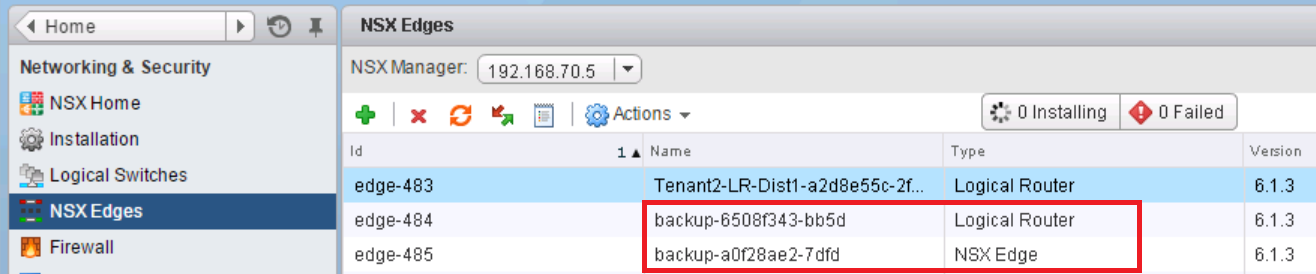 Home
Networking & Security
NSX Home
Installation
Logical Switches
NSX Edges
Firewall
NSX Edges
NSX Manager: 192.168.70.5
Actions 0 Installing 0 Failed
Id 1 Name Type Version
edge-483 Tenant2-LR-Dist1-a2d8e55c-2f... Logical Router 6.1.3
edge-484 backup-6508f343-bb5d Logical Router 6.1.3
edge-485 backup-a0f28ae2-7dfd NSX Edge 6.1.3